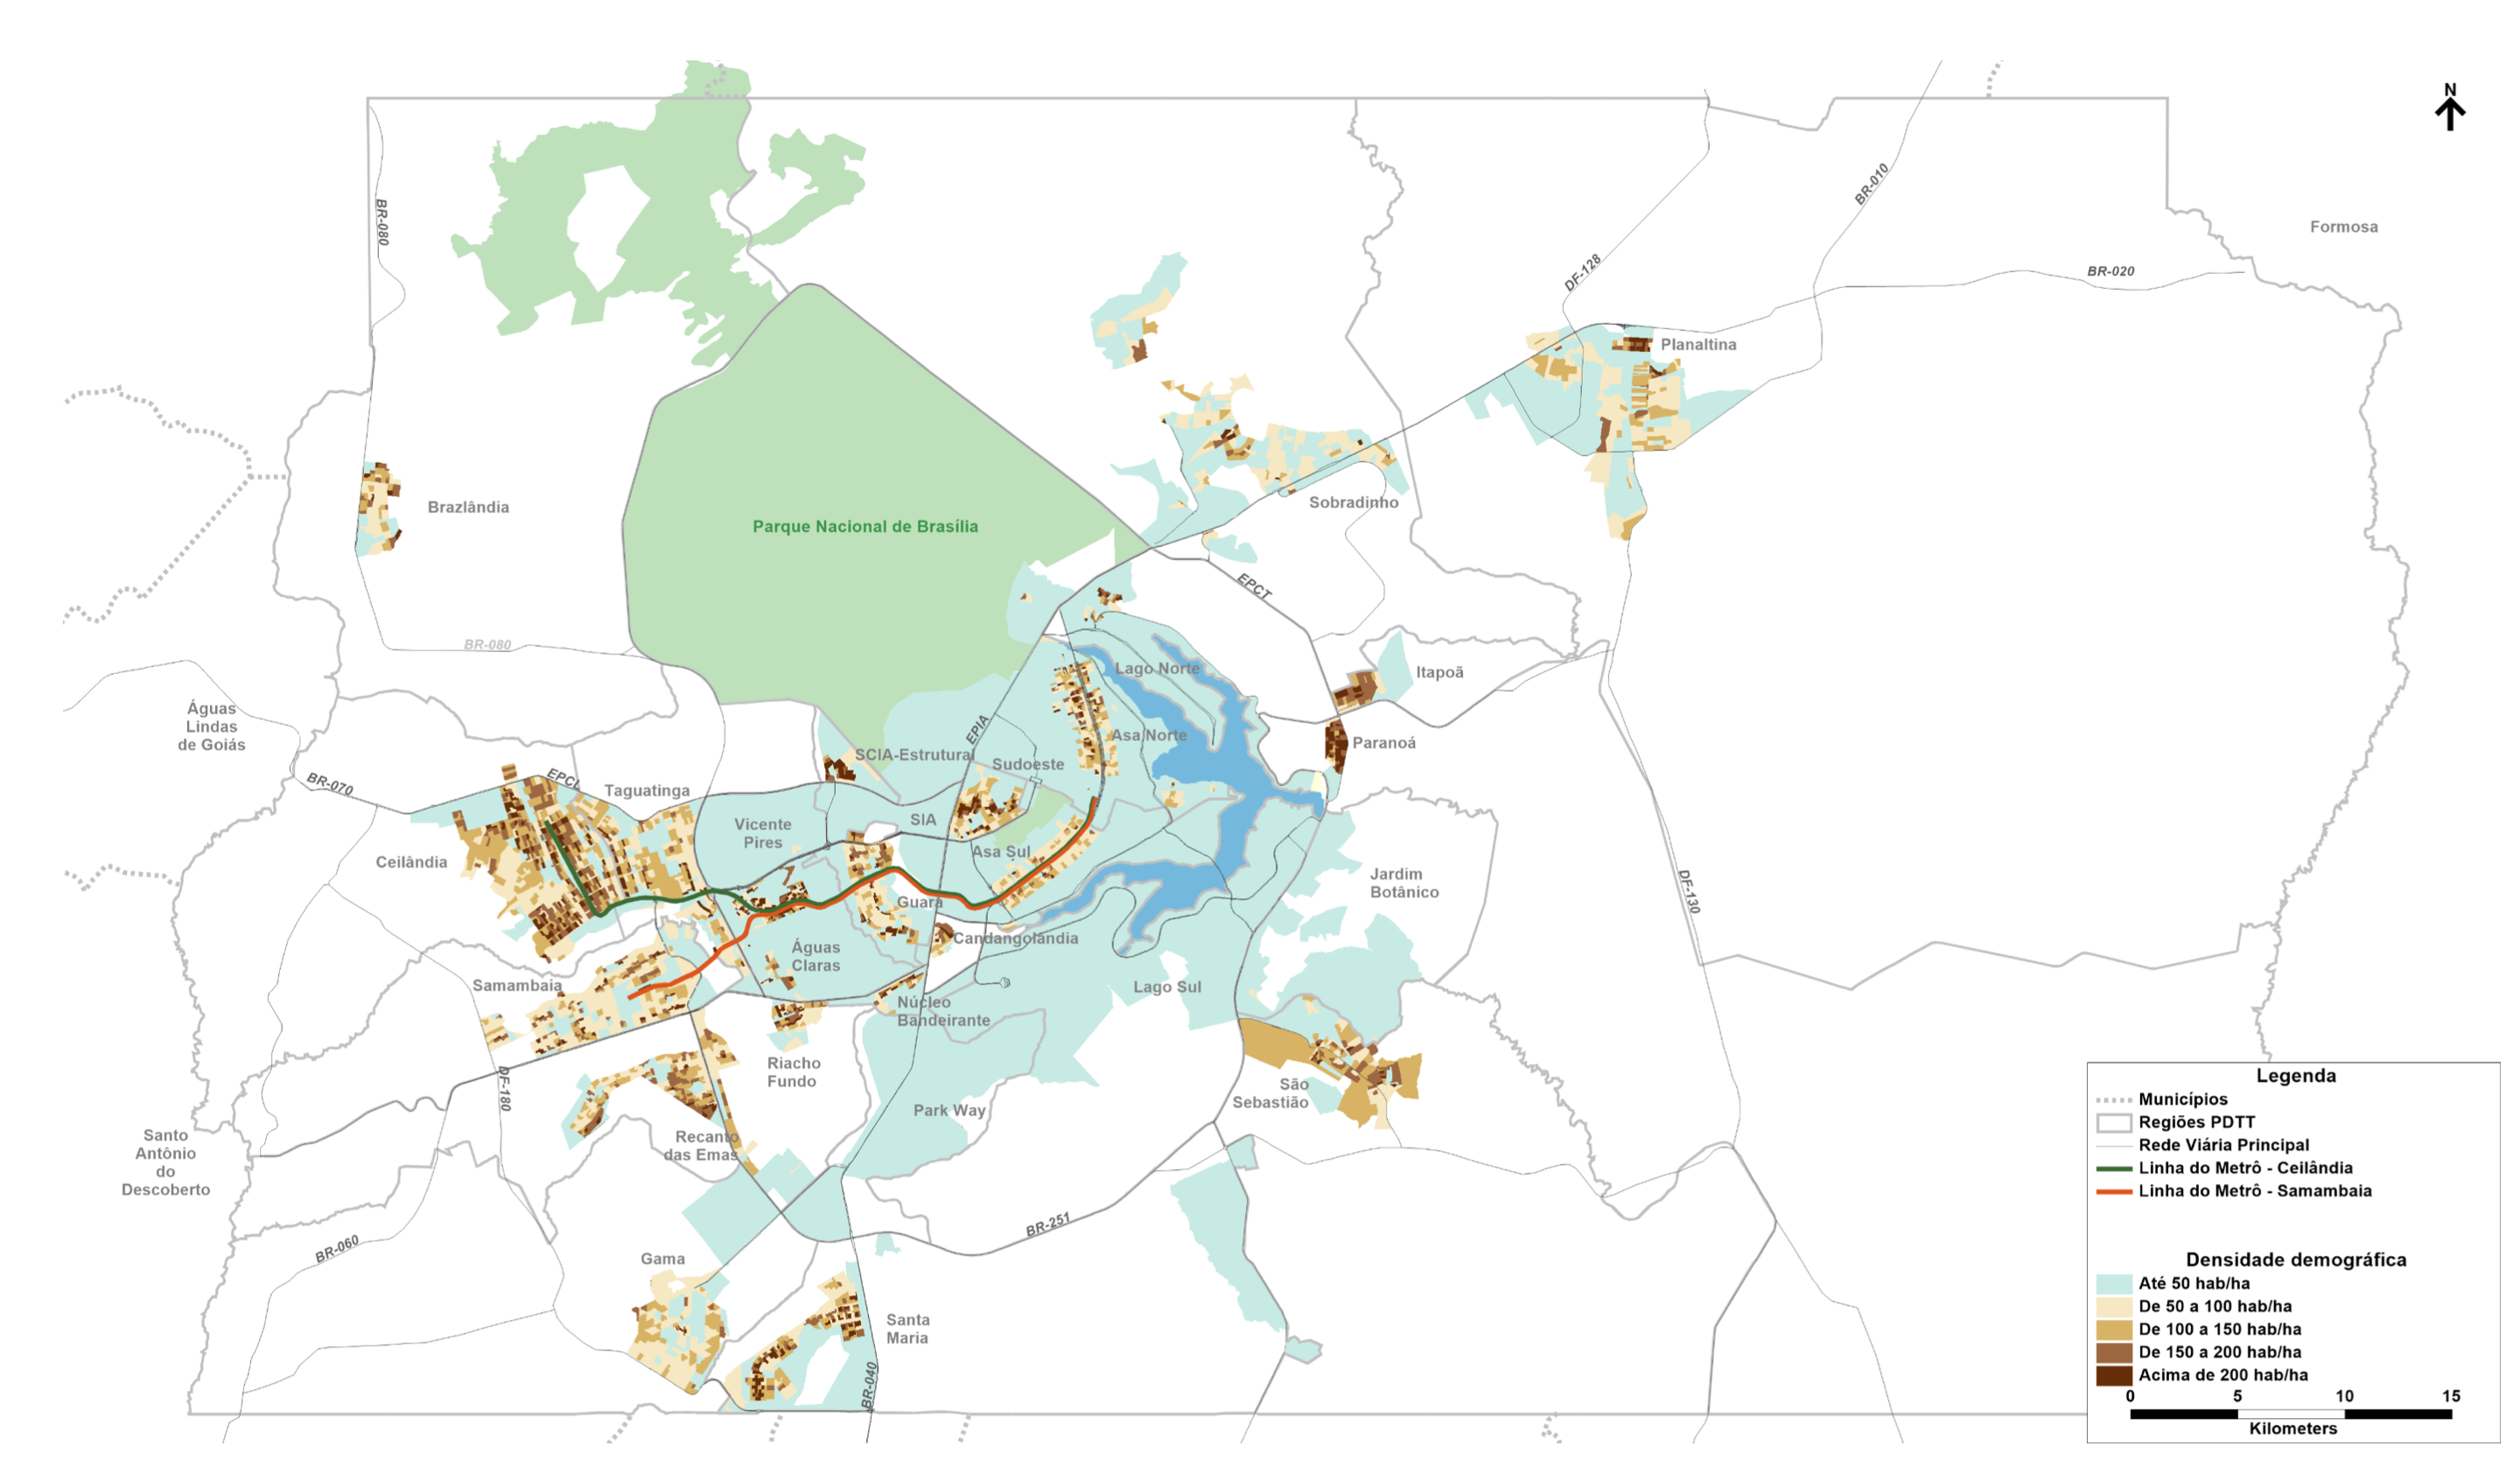 N
Formosa
BR-080
BR-010
DF-128
BR-020
Planaltina
Brazlândia
Sobradinho
Parque Nacional de Brasília
EPCT
BR-080
Lago Norte
Itapoã
Águas
Lindas
de Goiás
EPIA
Asa Norte
Paranoá
SCIA-Estrutural
Sudoeste
BR-070
EPCL
Taguatinga
Vicente
Pires
SIA
Ceilândia
Asa Sul
Jardim
Botânico
DF-130
Guará
Candangolândia
Águas
Claras
Samambaia
Lago Sul
Núcleo
Bandeirante
Riacho
Fundo
DF-180
São
Sebastião
Park Way
Santo
Antônio
do
Descoberto
Recanto
das Emas
BR-251
BR-060
Gama
Santa
Maria
BR-040
Legenda
Municípios
Regiões PDTT
Rede Viária Principal
Linha do Metrô - Ceilândia
Linha do Metrô - Samambaia
Densidade demográfica
Até 50 hab/ha
De 50 a 100 hab/ha
De 100 a 150 hab/ha
De 150 a 200 hab/ha
Acima de 200 hab/ha
0 5 10 15
Kilometers